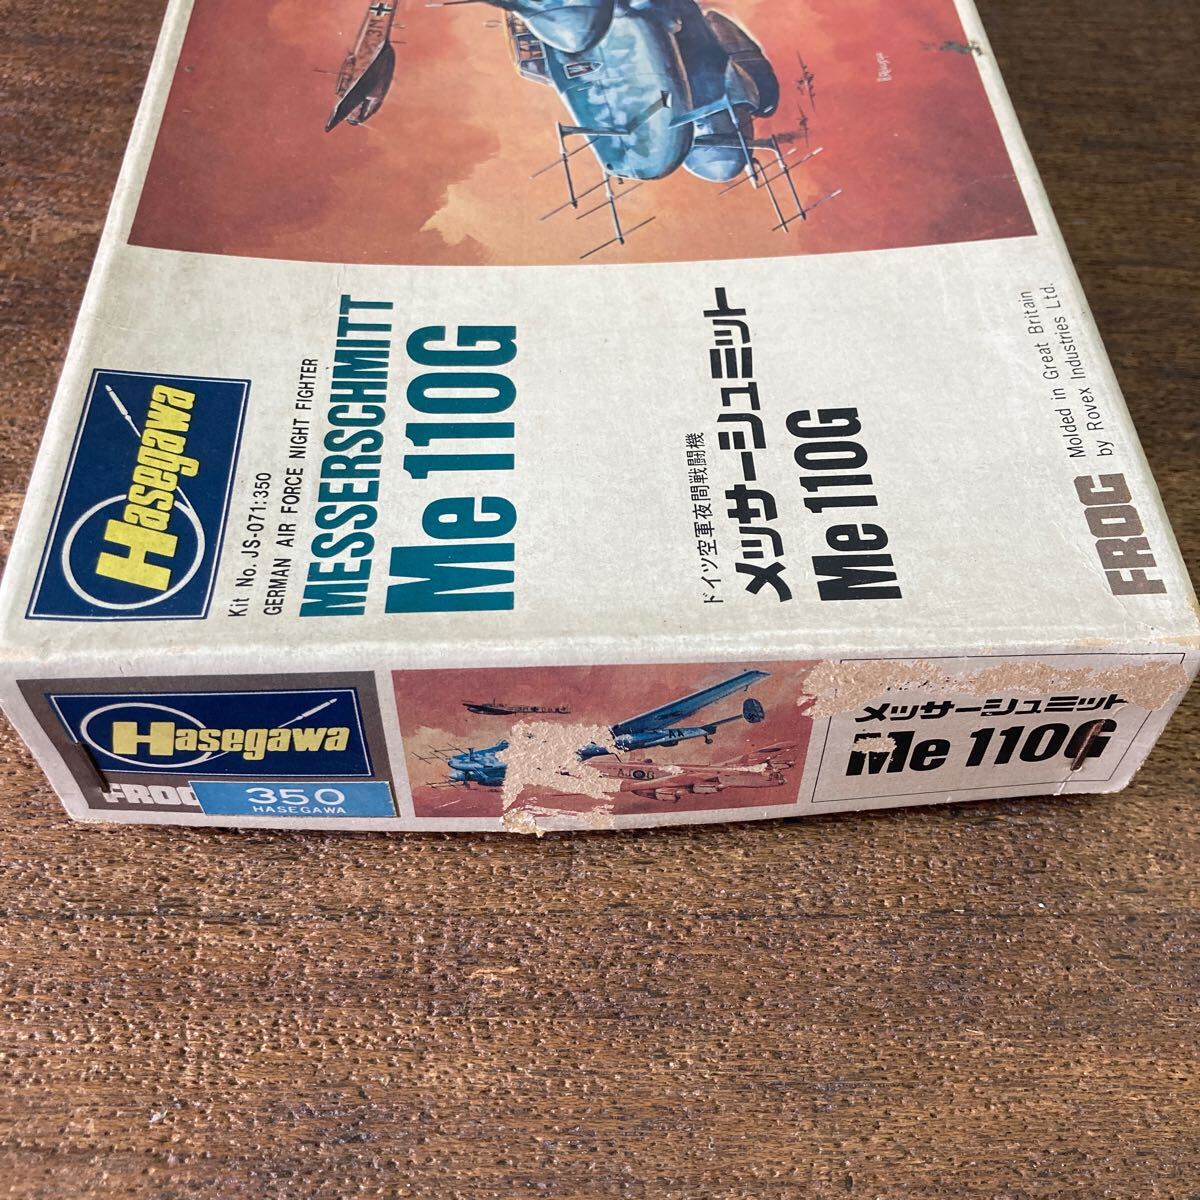 Hasegawa
Kit No. JS-071:350
GERMAN AIR FORCE NIGHT FIGHTER
MESSERSCHMITT
Me 110G
ドイツ空軍夜間戦闘機
メッサーシュミット
Me 110G
FROG
Molded in Great Britain
by Rovex Industries Ltd.
Hasegawa
FROG
350
HASEGAWA
メッサーシュミット
Me 110G